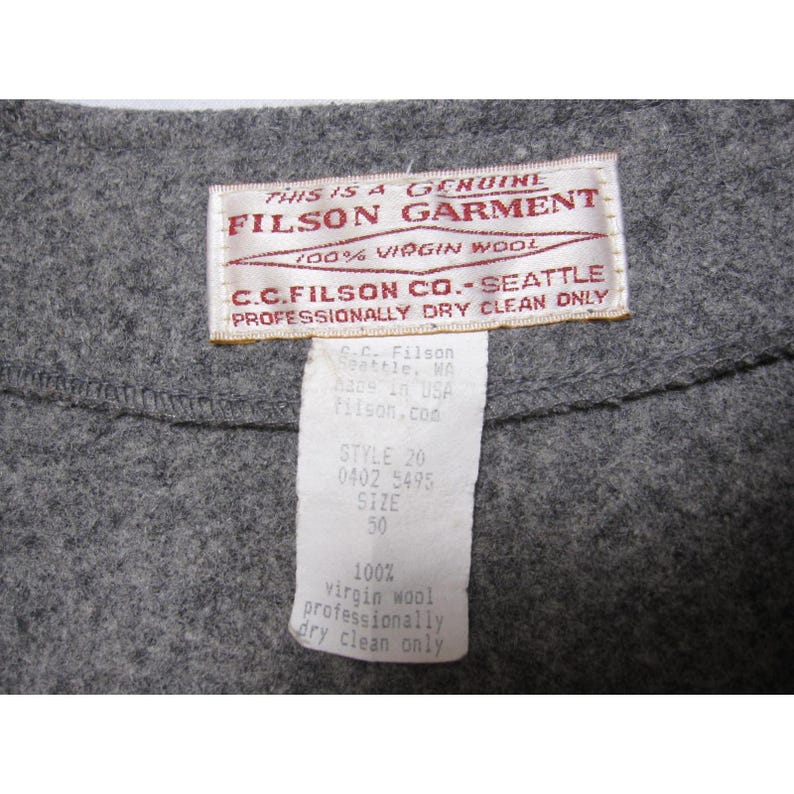 THIS IS A GENUINE
FILSON GARMENT
100% VIRGIN WOOL
C.C.FILSON CO.-SEATTLE
PROFESSIONALLY DRY CLEAN ONLY
C.C. Filson
Seattle, WA
Made in USA
filson.com
STYLE 20
0402 5495
SIZE
50
100%
virgin wool
professionally
dry clean only